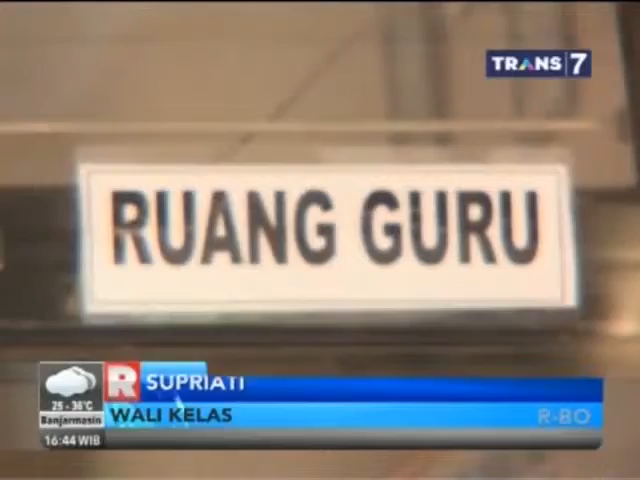 TRANS 7
RUANG GURU
R SUPRIATI
25 - 36°C
WALI KELAS
R-BO
Banjarmasin
16:44 WIB